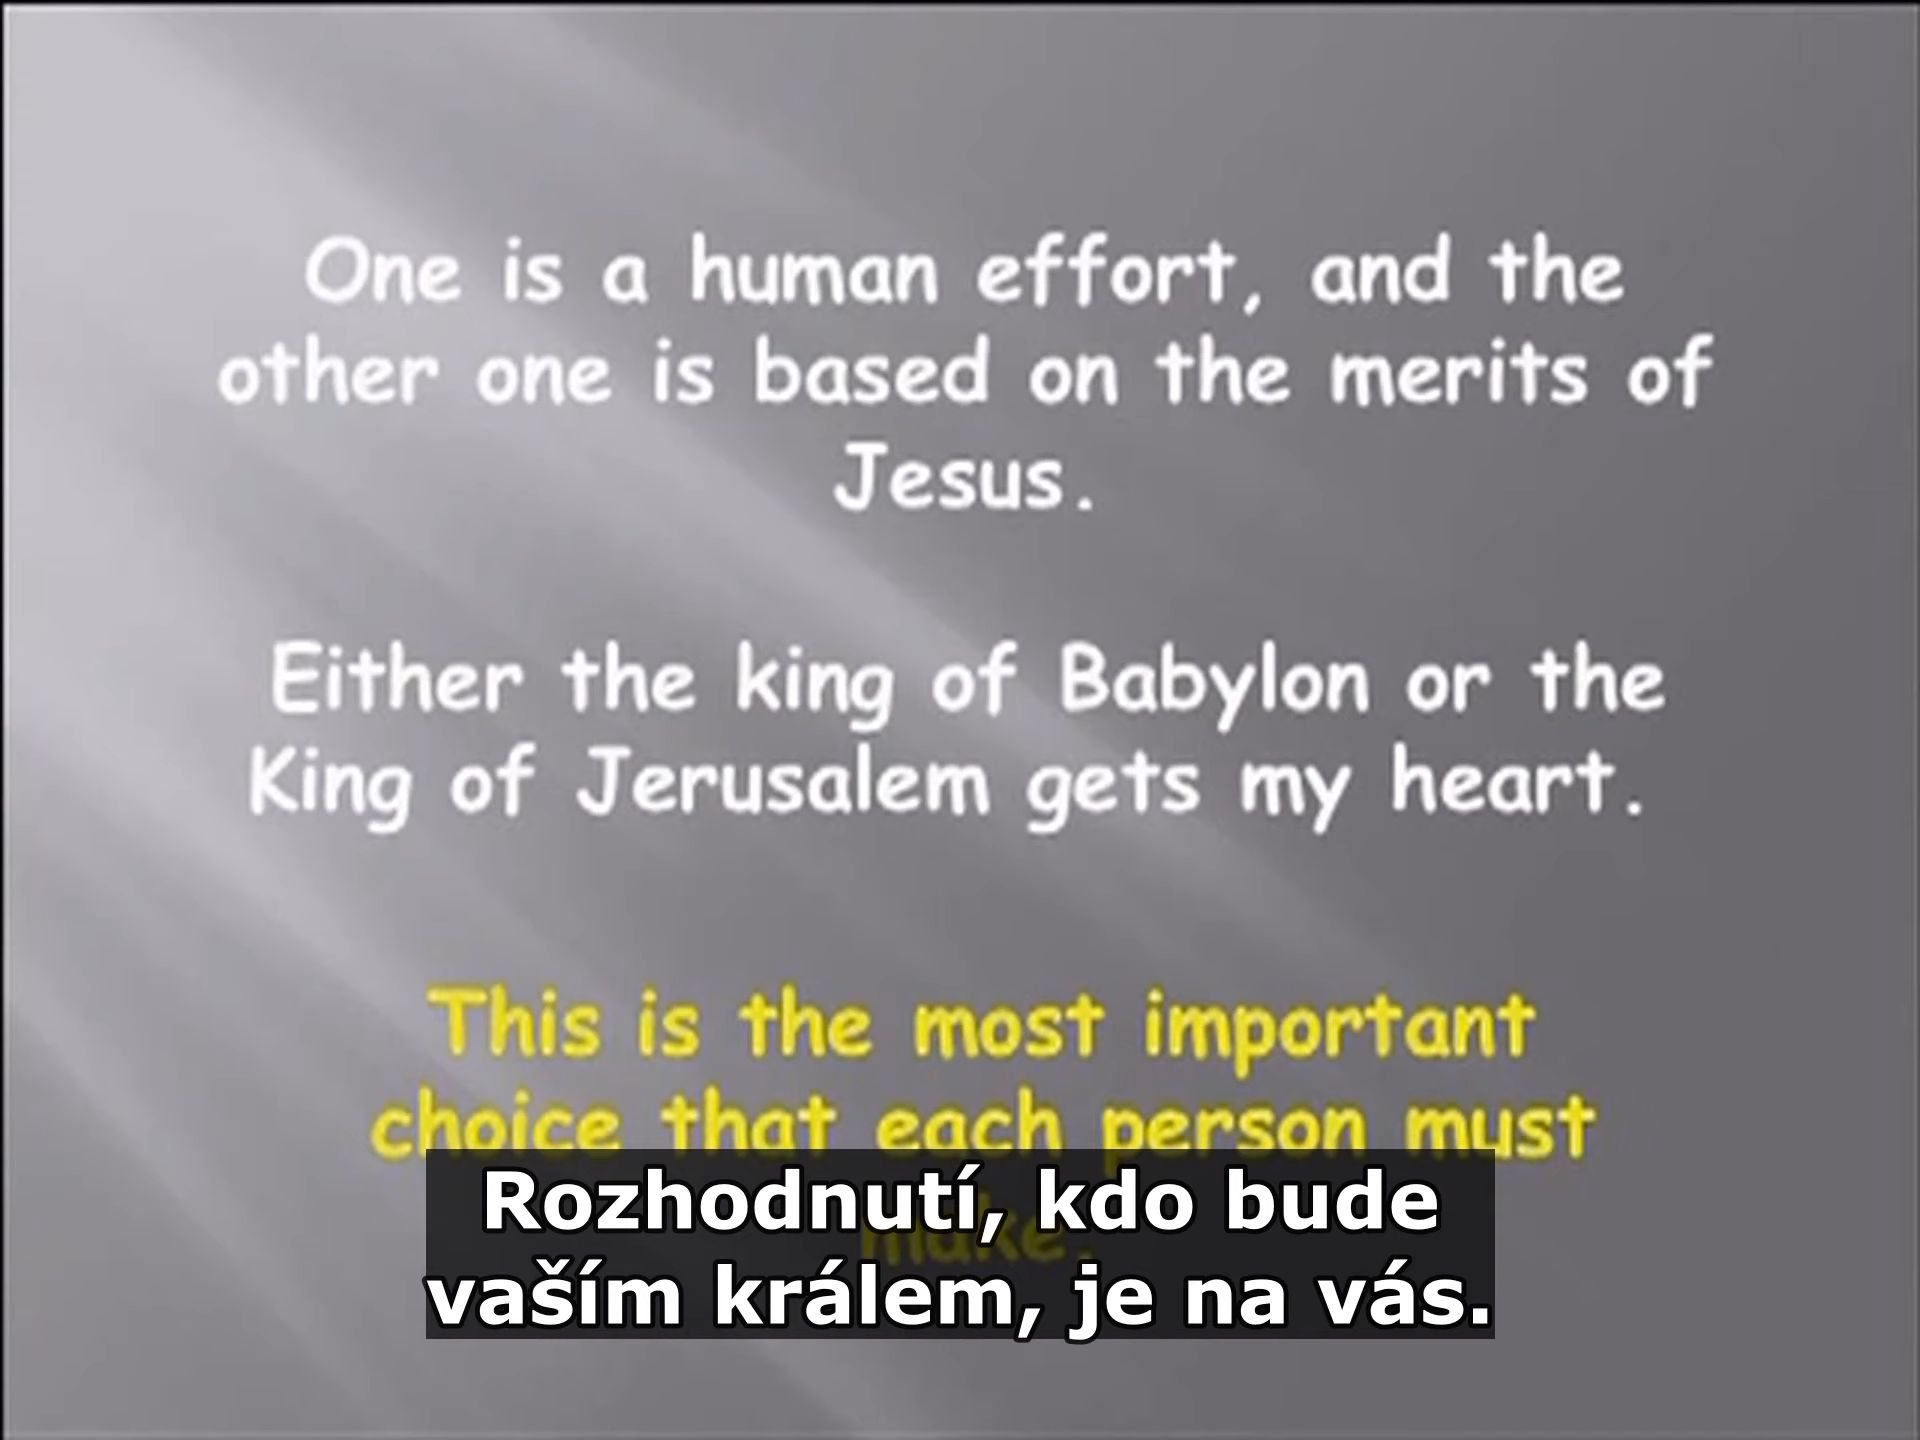 One is a human effort, and the
other one is based on the merits of
Jesus.
Either the king of Babylon or the
King of Jerusalem gets my heart.
This is the most important
choice that each person must
make.
Rozhodnutí, kdo bude
vaším králem, je na vás.